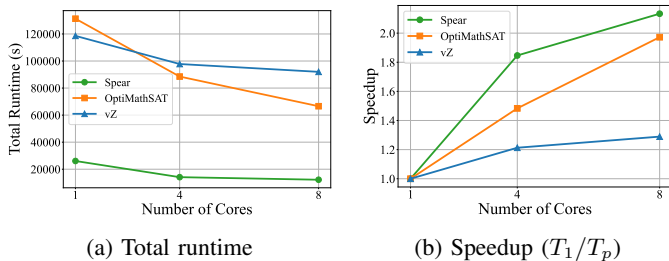 Total Runtime (s)
120000
100000
80000
60000
40000
20000
Spear
OptiMathSAT
vZ
1
4
8
Number of Cores
(a) Total runtime
Speedup
2.0
1.8
1.6
1.4
1.2
1.0
Spear
OptiMathSAT
vZ
1
4
8
Number of Cores
(b) Speedup (T₁/Tₚ)